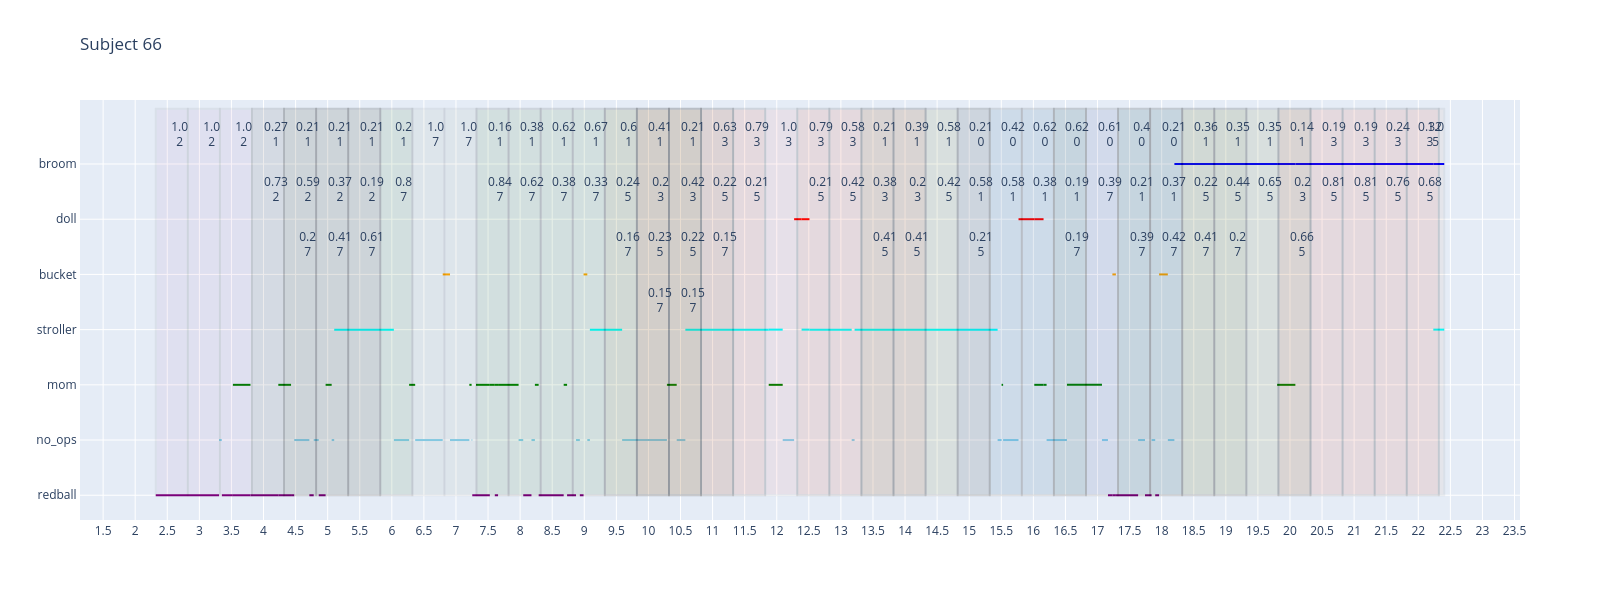 Subject 66
1.0 1.0 1.0 0.27 0.21 0.21 0.21 0.2 1.0 1.0 0.16 0.38 0.62 0.67 0.6 0.41 0.21 0.63 0.79 1.0 0.79 0.58 0.21 0.39 0.58 0.21 0.42 0.62 0.62 0.61 0.4 0.21 0.36 0.35 0.35 0.14 0.19 0.19 0.24
2 2 2 1 1 1 1 1 7 7 1 1 1 1 1 1 1 3 3 3 3 3 1 1 1 0 0 0 0 0 0 0 1 1 1 1 3 3 3
broom
0.73 0.59 0.37 0.19 0.8 0.84 0.62 0.38 0.33 0.24 0.2 0.42 0.22 0.21 0.21 0.42 0.38 0.2 0.42 0.58 0.58 0.38 0.19 0.39 0.21 0.37 0.22 0.44 0.65 0.2 0.81 0.81 0.76 0.68
2 2 2 2 7 7 7 7 7 5 3 3 5 5 5 5 3 3 5 1 1 1 1 7 1 1 5 5 5 3 5 5 5 5
doll
0.2 0.41 0.61 0.16 0.23 0.22 0.15 0.41 0.41 0.21 0.19 0.39 0.42 0.41 0.2 0.66
7 7 7 7 5 5 7 5 5 5 7 7 7 7 7 5
bucket
0.15 0.15
7 7
stroller
mom
no_ops
redball
1.5 2 2.5 3 3.5 4 4.5 5 5.5 6 6.5 7 7.5 8 8.5 9 9.5 10 10.5 11 11.5 12 12.5 13 13.5 14 14.5 15 15.5 16 16.5 17 17.5 18 18.5 19 19.5 20 20.5 21 21.5 22 22.5 23 23.5